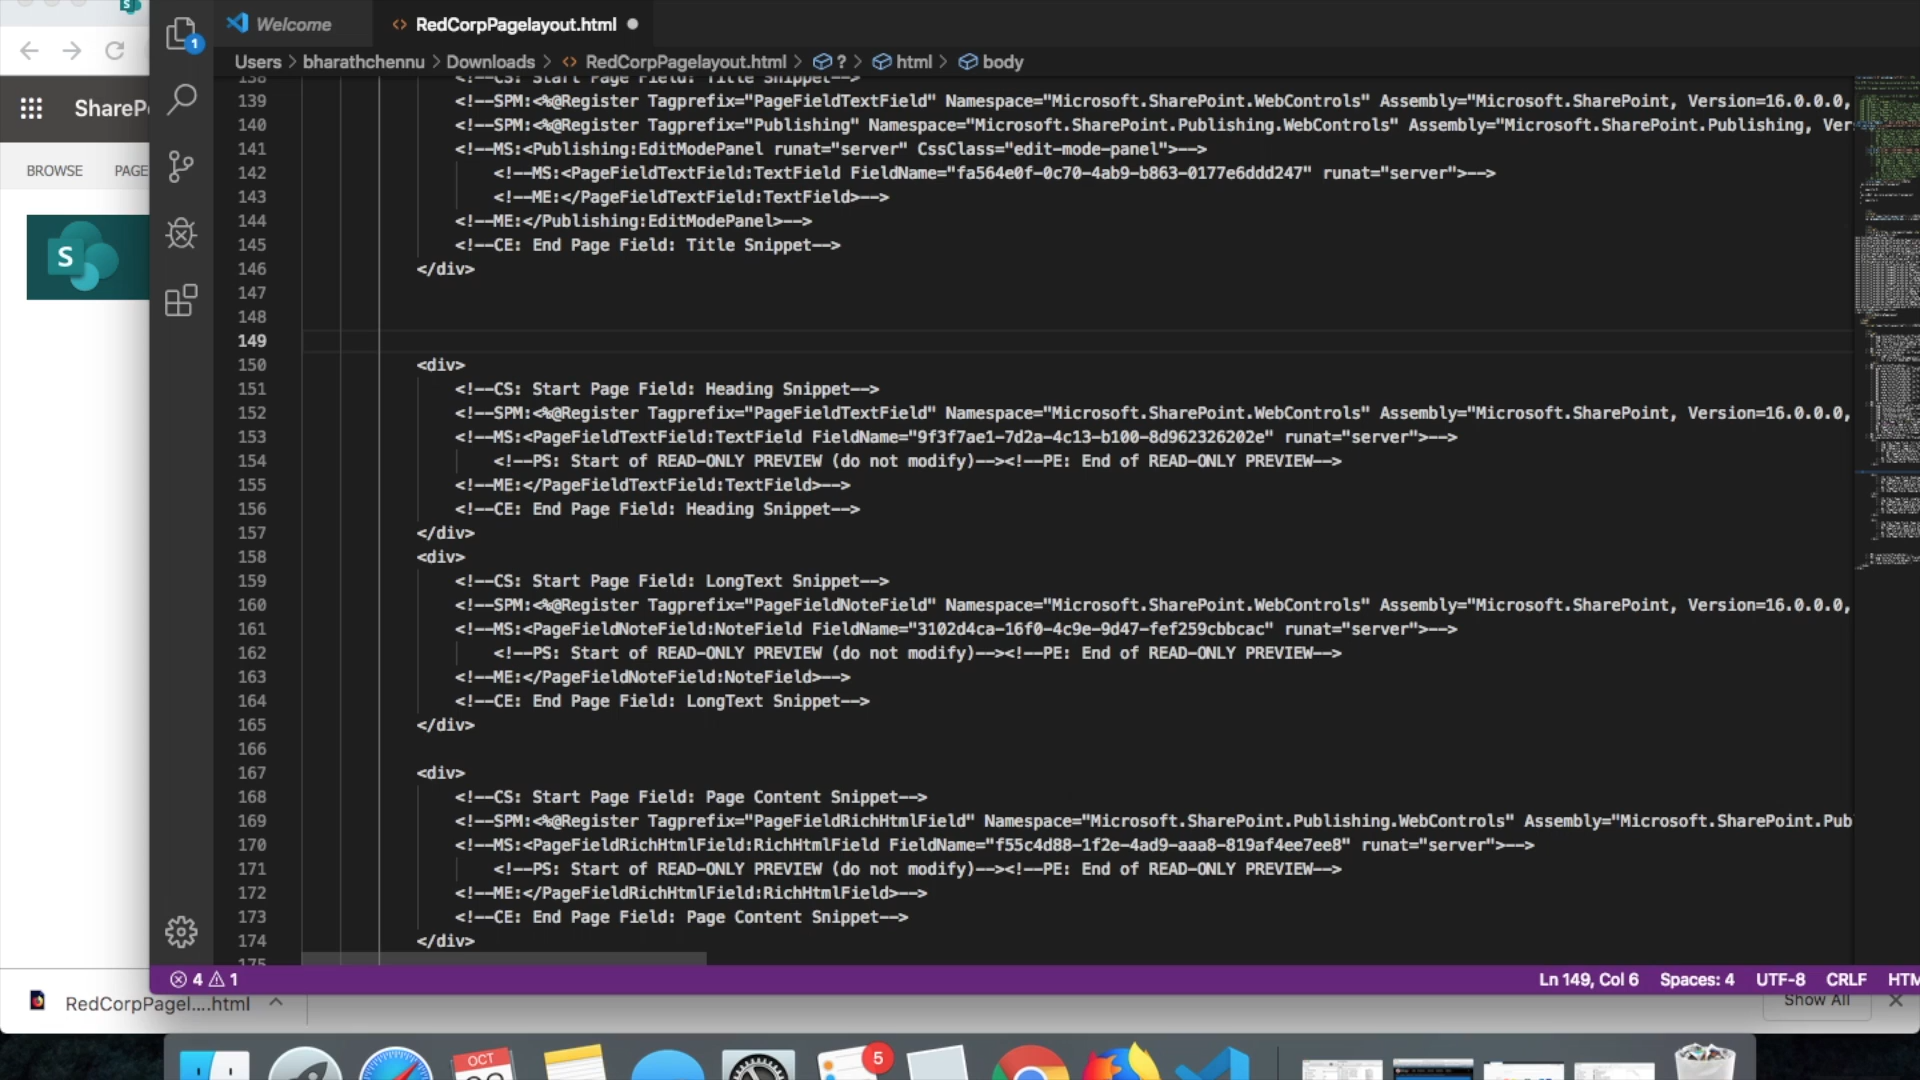 Welcome
<> RedCorpPagelayout.html
Users > bharathchennu > Downloads > <> RedCorpPagelayout.html > ? > html > body
1
SharePo
BROWSE PAGE
S
138 <!--CS: Start Page Field: Title Snippet-->
139 <!--SPM:<%@Register Tagprefix="PageFieldTextField" Namespace="Microsoft.SharePoint.WebControls" Assembly="Microsoft.SharePoint, Version=16.0.0.0,
140 <!--SPM:<%@Register Tagprefix="Publishing" Namespace="Microsoft.SharePoint.Publishing.WebControls" Assembly="Microsoft.SharePoint.Publishing, Ver
141 <!--MS:<Publishing:EditModePanel runat="server" CssClass="edit-mode-panel">-->
142 <!--MS:<PageFieldTextField:TextField FieldName="fa564e0f-0c70-4ab9-b863-0177e6ddd247" runat="server">-->
143 <!--ME:</PageFieldTextField:TextField>-->
144 <!--ME:</Publishing:EditModePanel>-->
145 <!--CE: End Page Field: Title Snippet-->
146 </div>
147
148
149
150 <div>
151 <!--CS: Start Page Field: Heading Snippet-->
152 <!--SPM:<%@Register Tagprefix="PageFieldTextField" Namespace="Microsoft.SharePoint.WebControls" Assembly="Microsoft.SharePoint, Version=16.0.0.0,
153 <!--MS:<PageFieldTextField:TextField FieldName="9f3f7ae1-7d2a-4c13-b100-8d962326202e" runat="server">-->
154 <!--PS: Start of READ-ONLY PREVIEW (do not modify)--><!--PE: End of READ-ONLY PREVIEW-->
155 <!--ME:</PageFieldTextField:TextField>-->
156 <!--CE: End Page Field: Heading Snippet-->
157 </div>
158 <div>
159 <!--CS: Start Page Field: LongText Snippet-->
160 <!--SPM:<%@Register Tagprefix="PageFieldNoteField" Namespace="Microsoft.SharePoint.WebControls" Assembly="Microsoft.SharePoint, Version=16.0.0.0,
161 <!--MS:<PageFieldNoteField:NoteField FieldName="3102d4ca-16f0-4c9e-9d47-fef259cbbcac" runat="server">-->
162 <!--PS: Start of READ-ONLY PREVIEW (do not modify)--><!--PE: End of READ-ONLY PREVIEW-->
163 <!--ME:</PageFieldNoteField:NoteField>-->
164 <!--CE: End Page Field: LongText Snippet-->
165 </div>
166
167 <div>
168 <!--CS: Start Page Field: Page Content Snippet-->
169 <!--SPM:<%@Register Tagprefix="PageFieldRichHtmlField" Namespace="Microsoft.SharePoint.Publishing.WebControls" Assembly="Microsoft.SharePoint.Pub
170 <!--MS:<PageFieldRichHtmlField:RichHtmlField FieldName="f55c4d88-1f2e-4ad9-aaa8-819af4ee7ee8" runat="server">-->
171 <!--PS: Start of READ-ONLY PREVIEW (do not modify)--><!--PE: End of READ-ONLY PREVIEW-->
172 <!--ME:</PageFieldRichHtmlField:RichHtmlField>-->
173 <!--CE: End Page Field: Page Content Snippet-->
174 </div>
175
4 1 Ln 149, Col 6 Spaces: 4 UTF-8 CRLF HTM
RedCorpPagel....html Show All
OCT 5